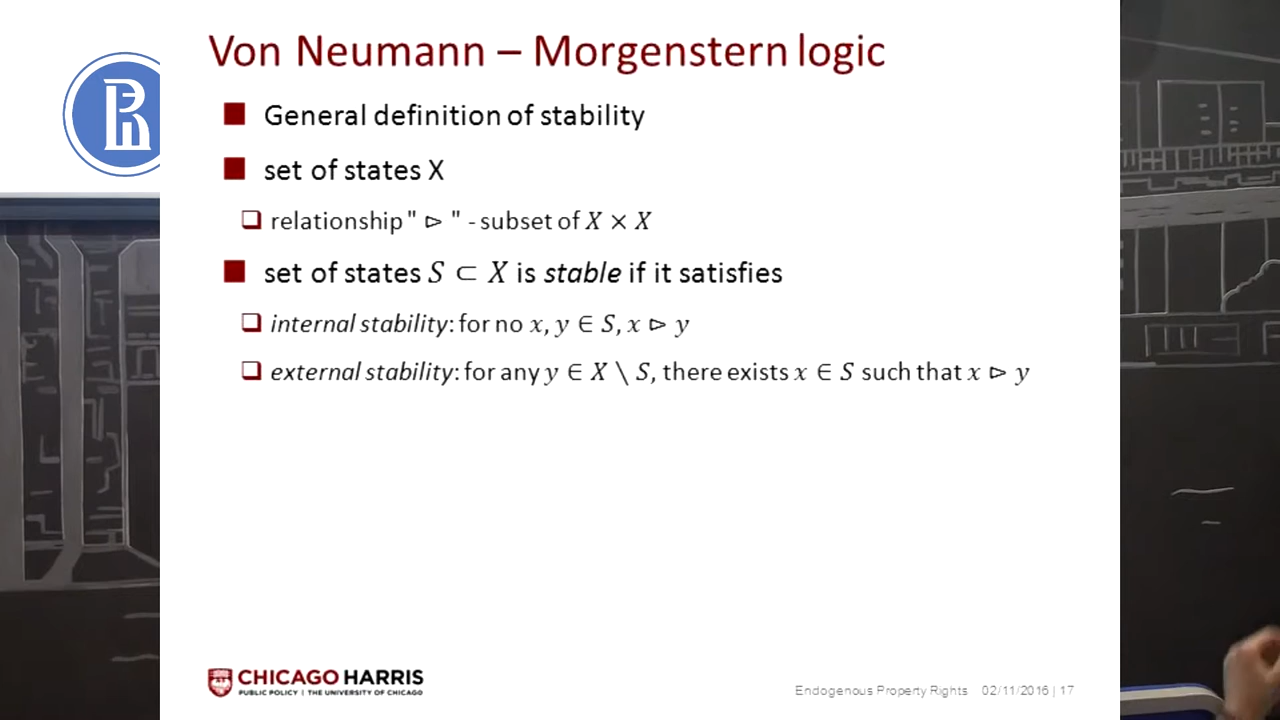 Von Neumann – Morgenstern logic
General definition of stability
set of states X
relationship " ⊳ " - subset of X × X
set of states S ⊂ X is stable if it satisfies
internal stability: for no x, y ∈ S, x ⊳ y
external stability: for any y ∈ X \ S, there exists x ∈ S such that x ⊳ y
CHICAGO HARRIS
PUBLIC POLICY | THE UNIVERSITY OF CHICAGO
Endogenous Property Rights 02/11/2016 | 17